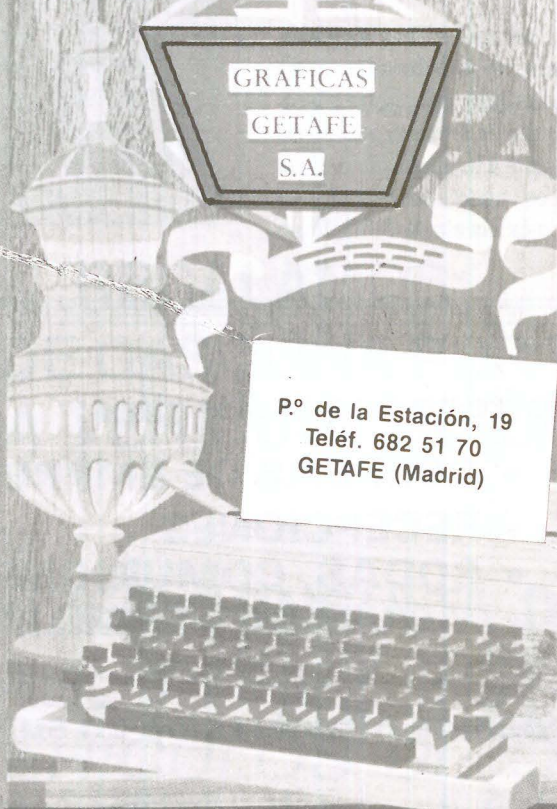 GRAFICAS
GETAFE
S.A.
P.º de la Estación, 19
Teléf. 682 51 70
GETAFE (Madrid)